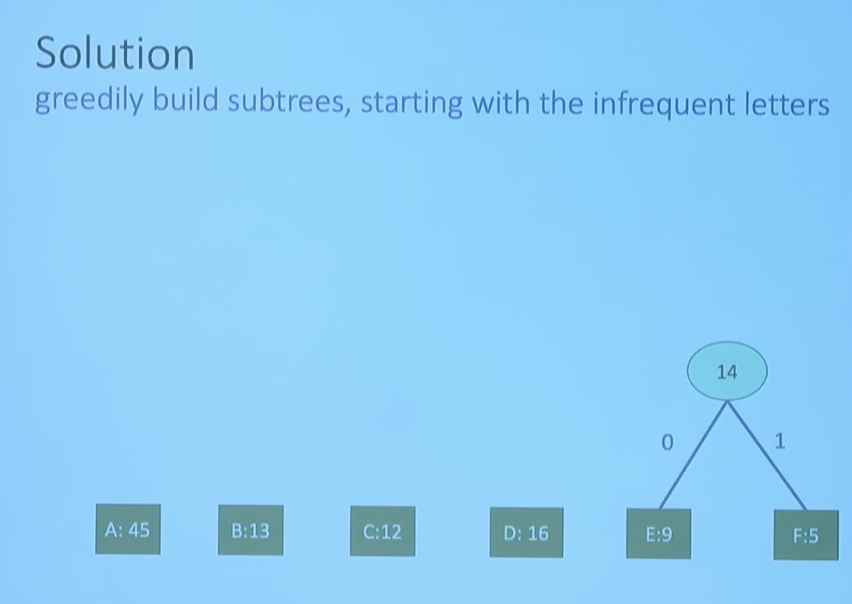 Solution
greedily build subtrees, starting with the infrequent letters
14
0
1
A: 45
B:13
C:12
D: 16
E:9
F:5